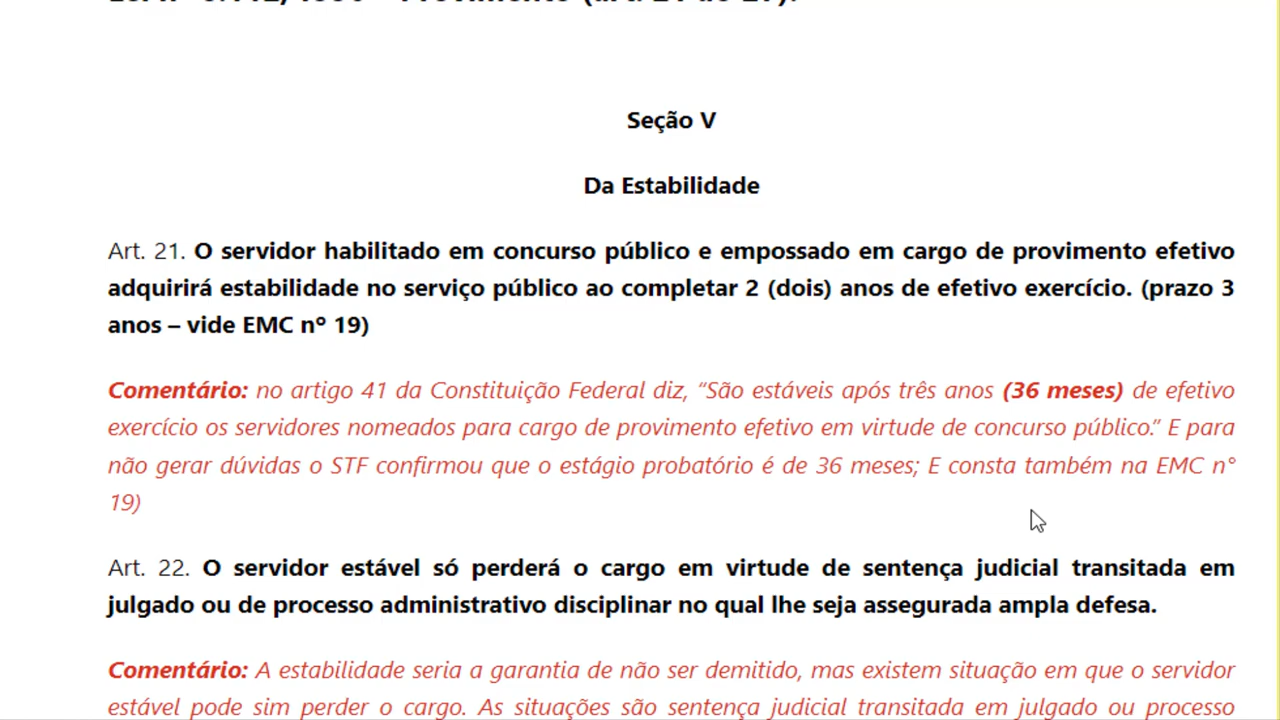 Seção V
Da Estabilidade
Art. 21. O servidor habilitado em concurso público e empossado em cargo de provimento efetivo
adquirirá estabilidade no serviço público ao completar 2 (dois) anos de efetivo exercício. (prazo 3
anos – vide EMC nº 19)
Comentário: no artigo 41 da Constituição Federal diz, “São estáveis após três anos (36 meses) de efetivo
exercício os servidores nomeados para cargo de provimento efetivo em virtude de concurso público.” E para
não gerar dúvidas o STF confirmou que o estágio probatório é de 36 meses; E consta também na EMC n°
19)
Art. 22. O servidor estável só perderá o cargo em virtude de sentença judicial transitada em
julgado ou de processo administrativo disciplinar no qual lhe seja assegurada ampla defesa.
Comentário: A estabilidade seria a garantia de não ser demitido, mas existem situação em que o servidor
estável pode sim perder o cargo. As situações são sentença judicial transitada em julgado ou processo